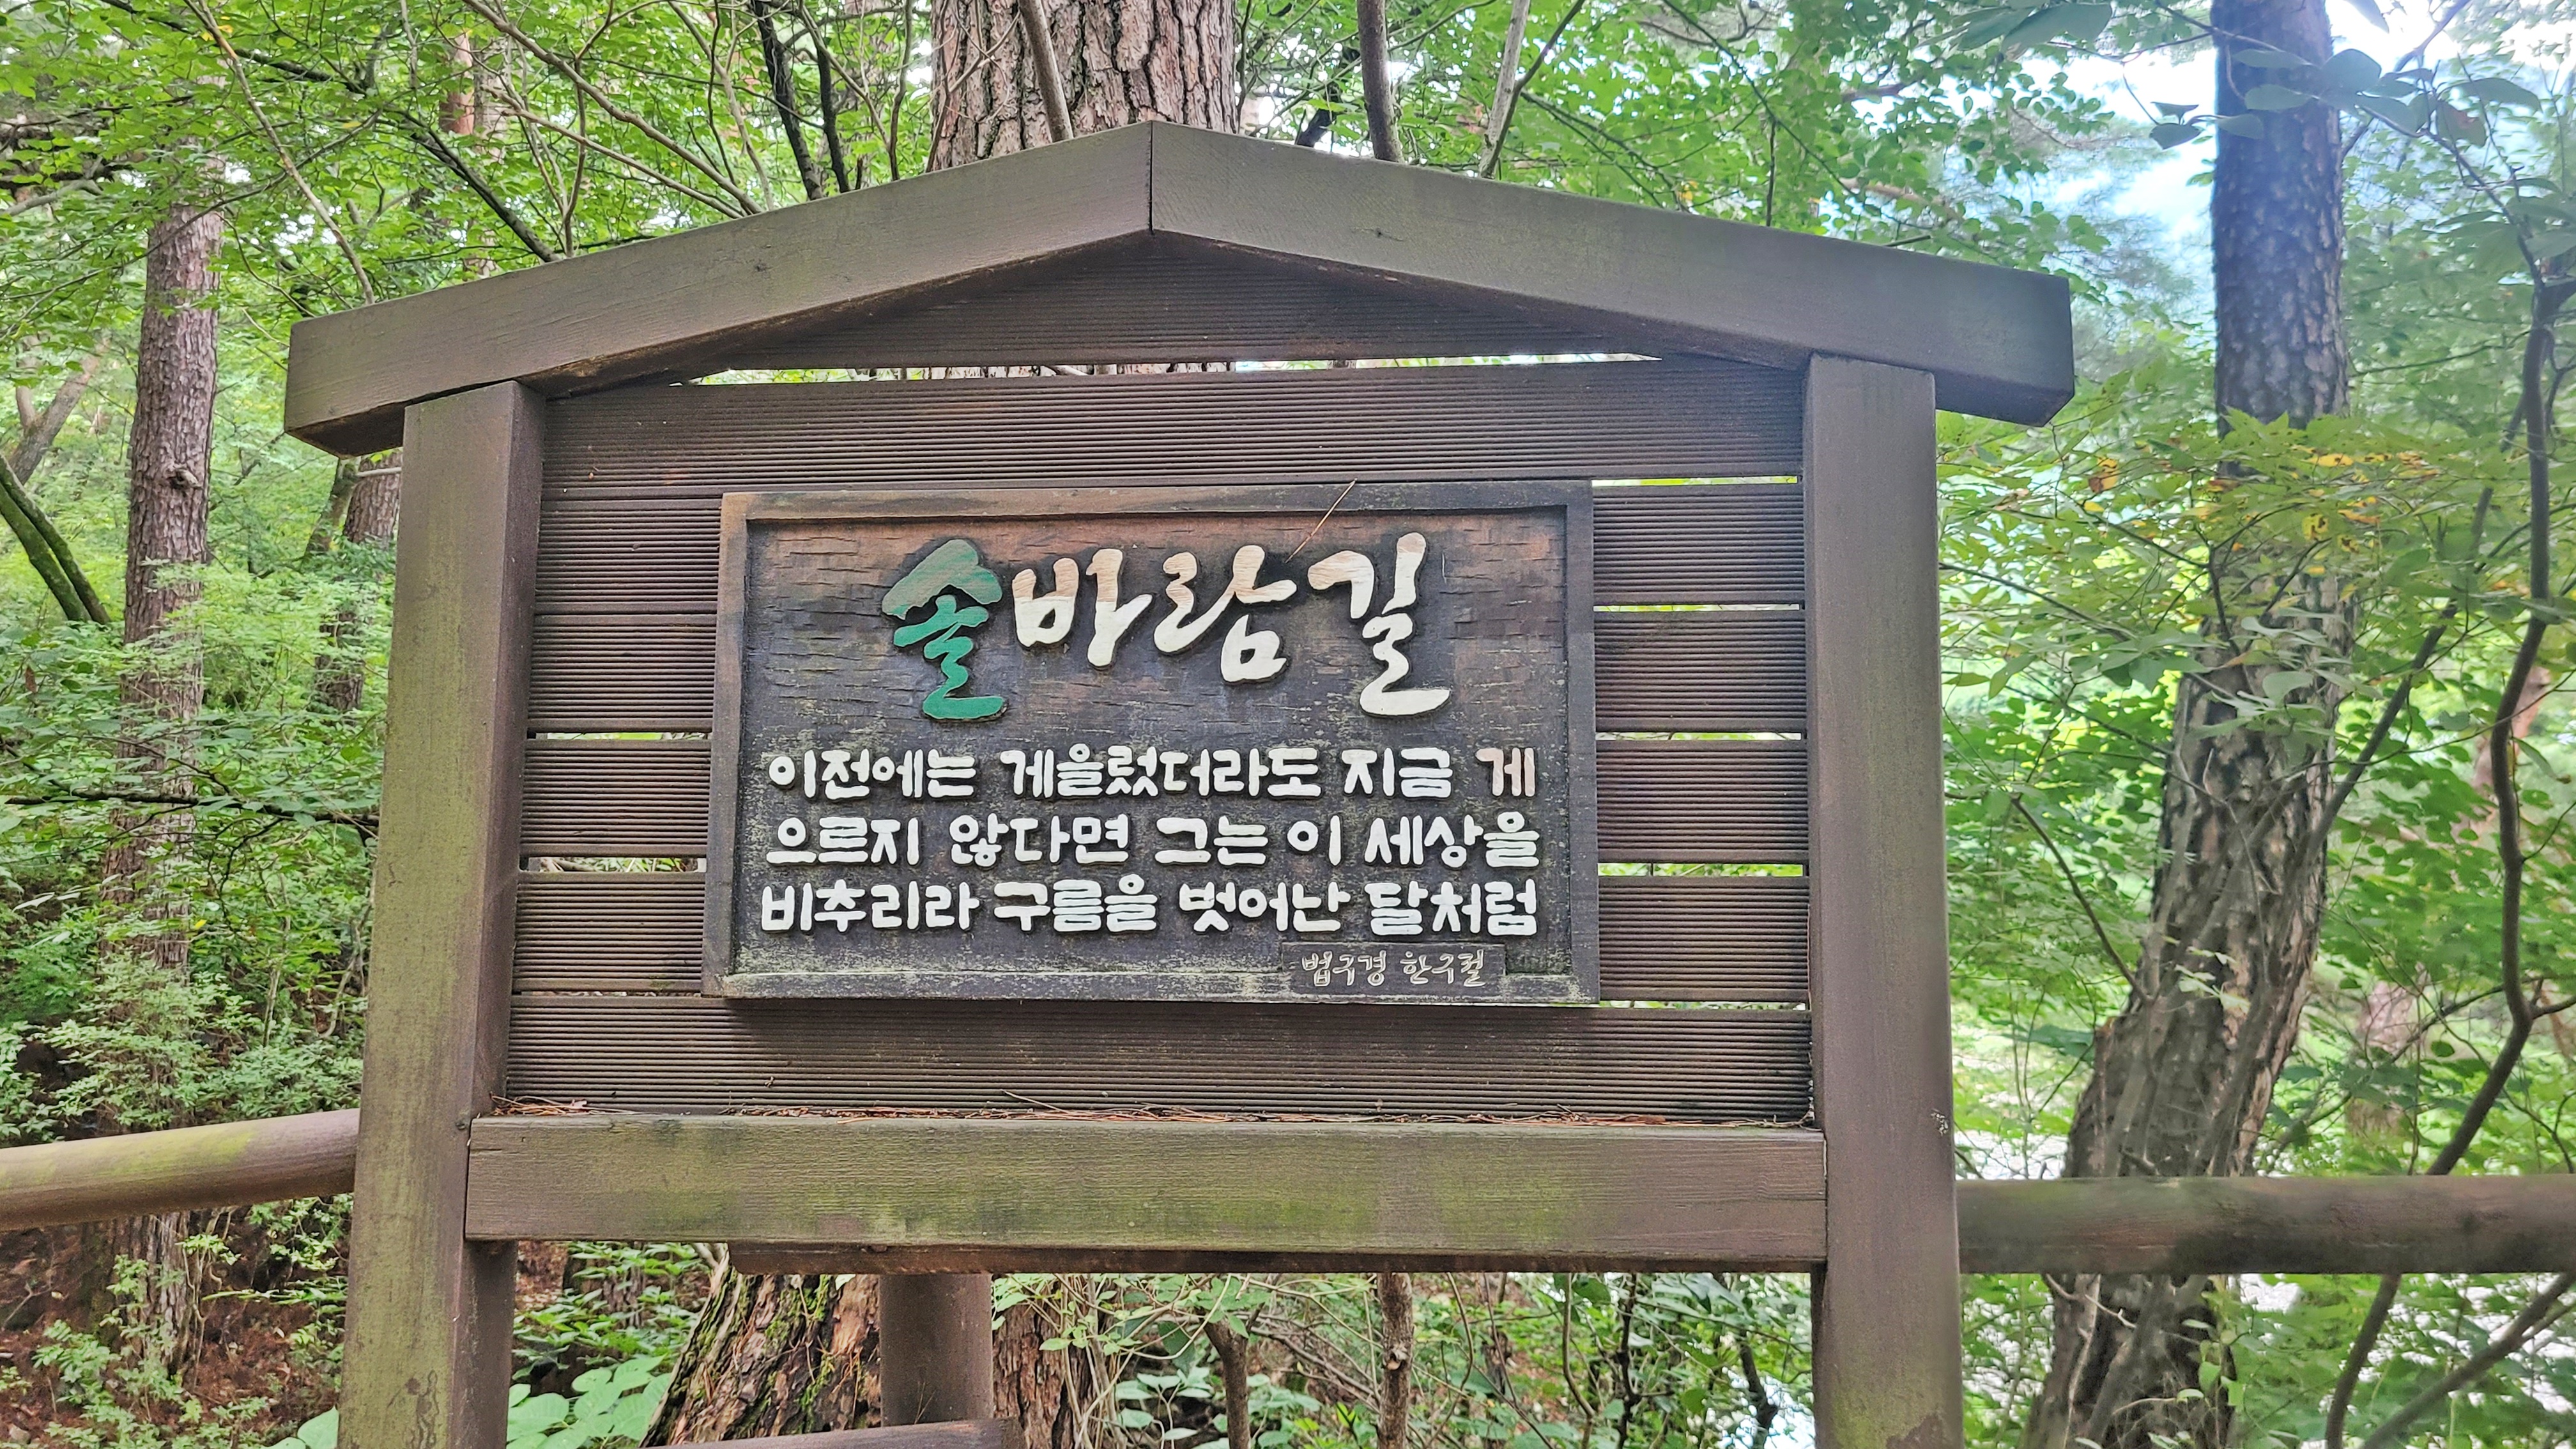 솔바람길
이전에는 게을렀더라도 지금 게
으르지 않다면 그는 이 세상을
비추리라 구름을 벗어난 달처럼
법구경 한구절